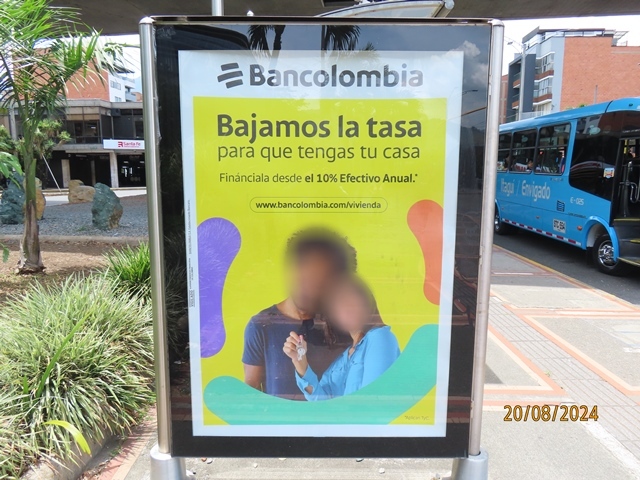 Bancolombia
Bajamos la tasa
para que tengas tu casa
Fináncíala desde el 10% Efectivo Anual.*
www.bancolombia.com/vivienda
Itagüí / Envigado
20/08/2024